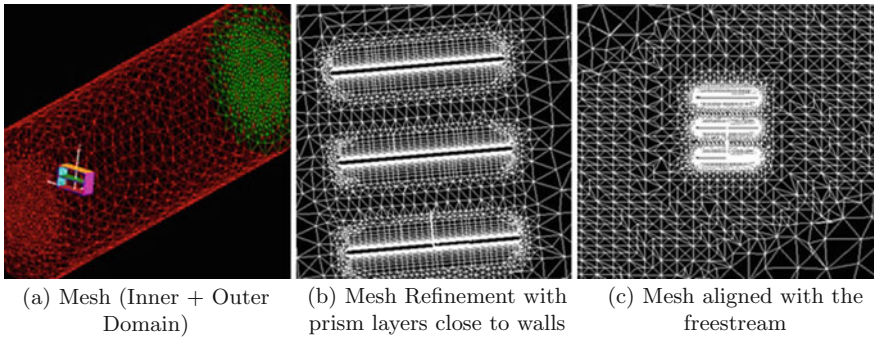 (a) Mesh (Inner + Outer
Domain)
(b) Mesh Refinement with
prism layers close to walls
(c) Mesh aligned with the
freestream